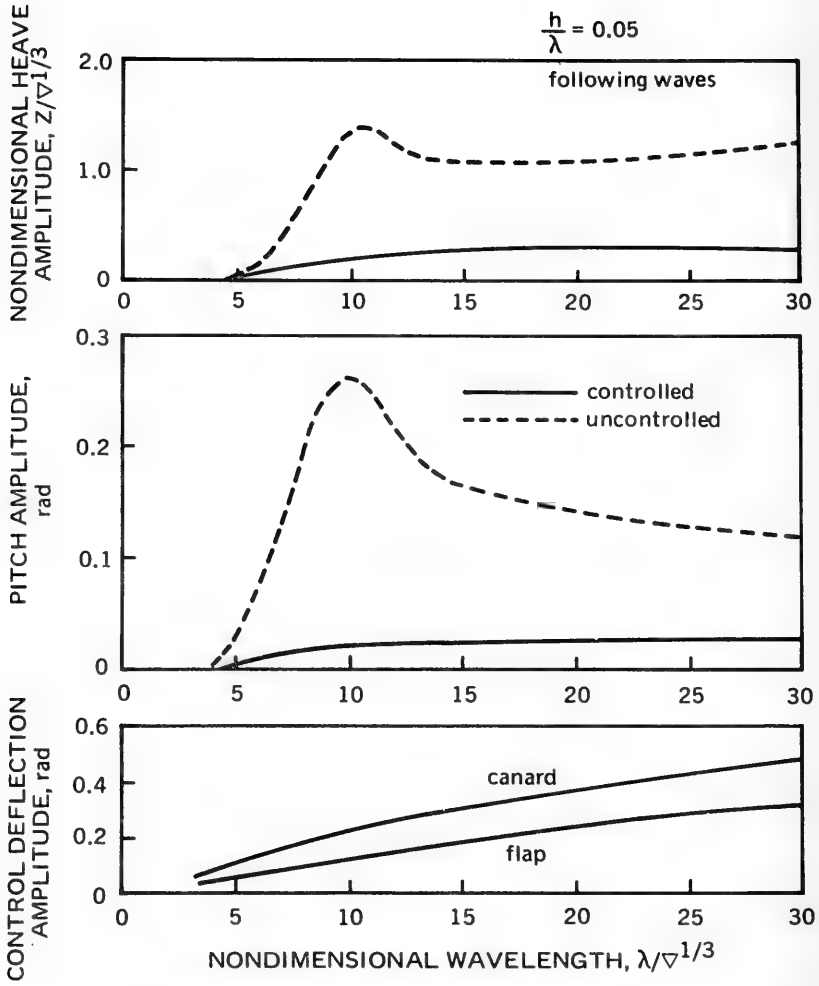 h/λ = 0.05
following waves
NONDIMENSIONAL HEAVE
AMPLITUDE, Z/∇1/3
2.0
1.0
0
0 5 10 15 20 25 30
PITCH AMPLITUDE,
rad
0.3
0.2
0.1
0
controlled
uncontrolled
0 5 10 15 20 25 30
CONTROL DEFLECTION
AMPLITUDE, rad
0.6
0.4
0.2
0
canard
flap
0 5 10 15 20 25 30
NONDIMENSIONAL WAVELENGTH, λ/∇1/3